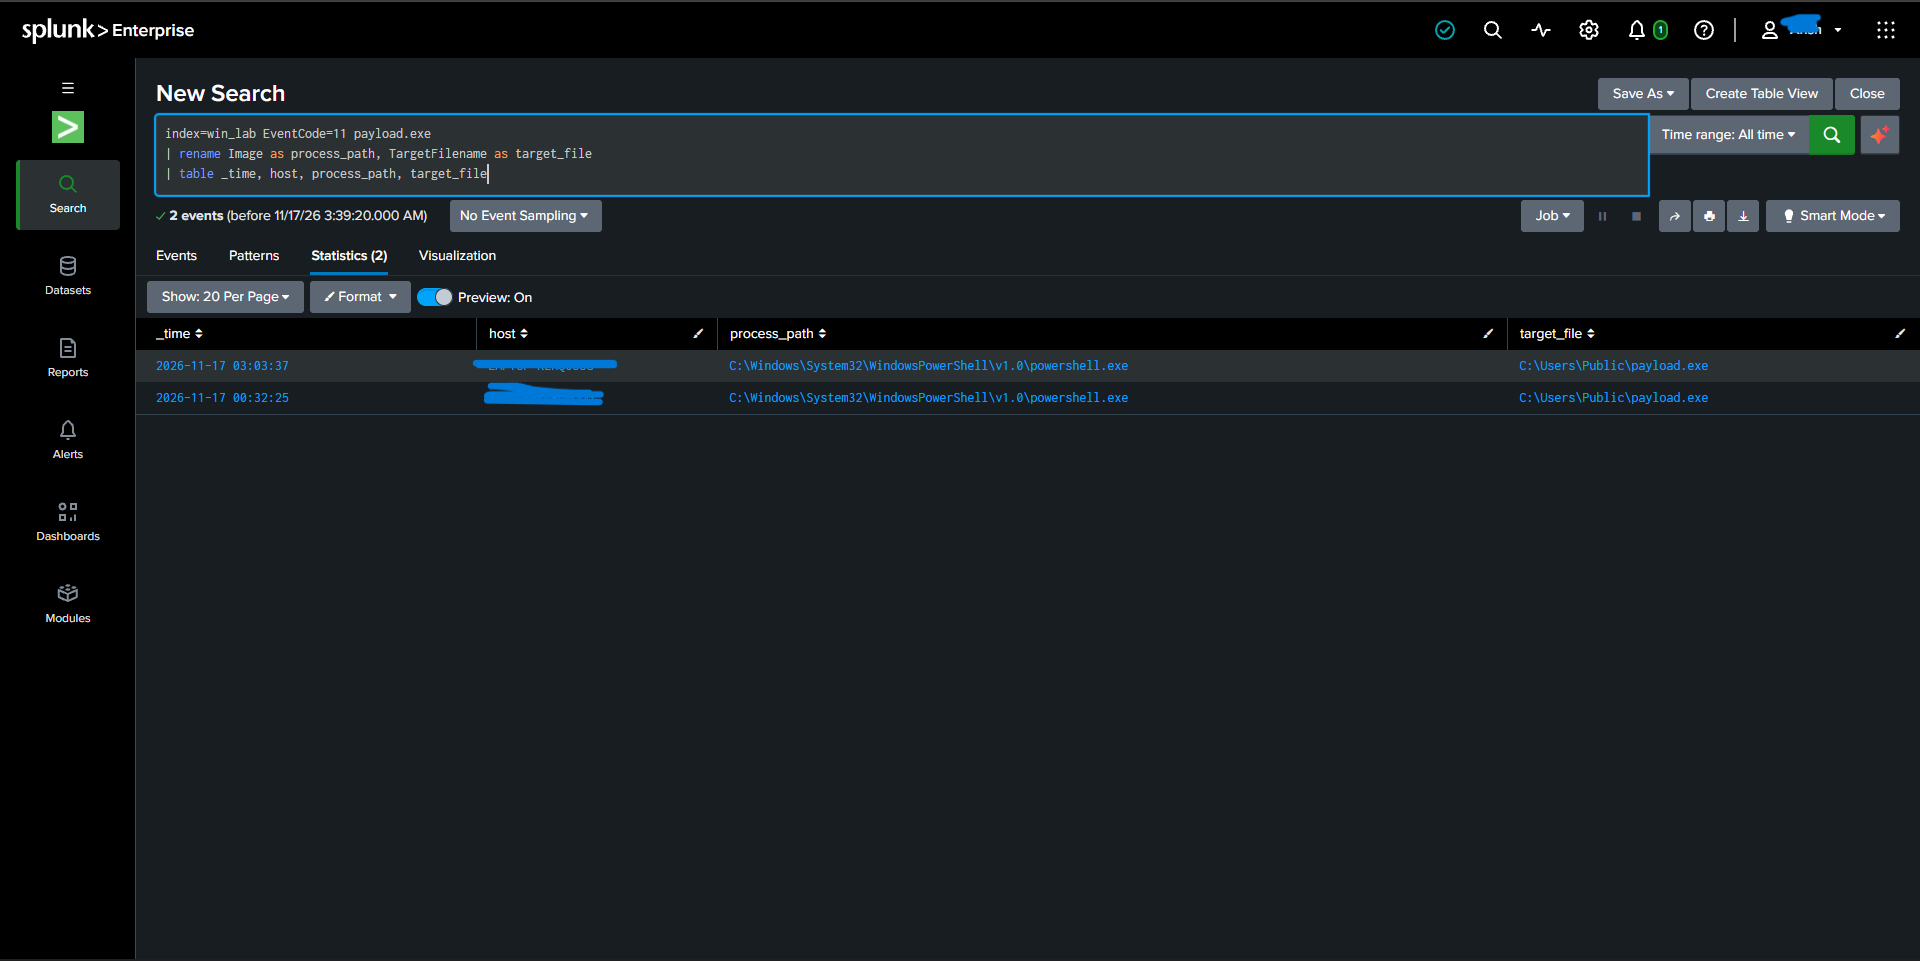 splunk> Enterprise
1
New Search
Save As
Create Table View
Close
index=win_lab EventCode=11 payload.exe
| rename Image as process_path, TargetFilename as target_file
| table _time, host, process_path, target_file
Time range: All time
Search
Datasets
Reports
Alerts
Dashboards
Modules
2 events (before 11/17/26 3:39:20.000 AM)
No Event Sampling
Job
Smart Mode
Events
Patterns
Statistics (2)
Visualization
Show: 20 Per Page
Format
Preview: On
_time
host
process_path
target_file
2026-11-17 03:03:37
C:\Windows\System32\WindowsPowerShell\v1.0\powershell.exe
C:\Users\Public\payload.exe
2026-11-17 00:32:25
C:\Windows\System32\WindowsPowerShell\v1.0\powershell.exe
C:\Users\Public\payload.exe